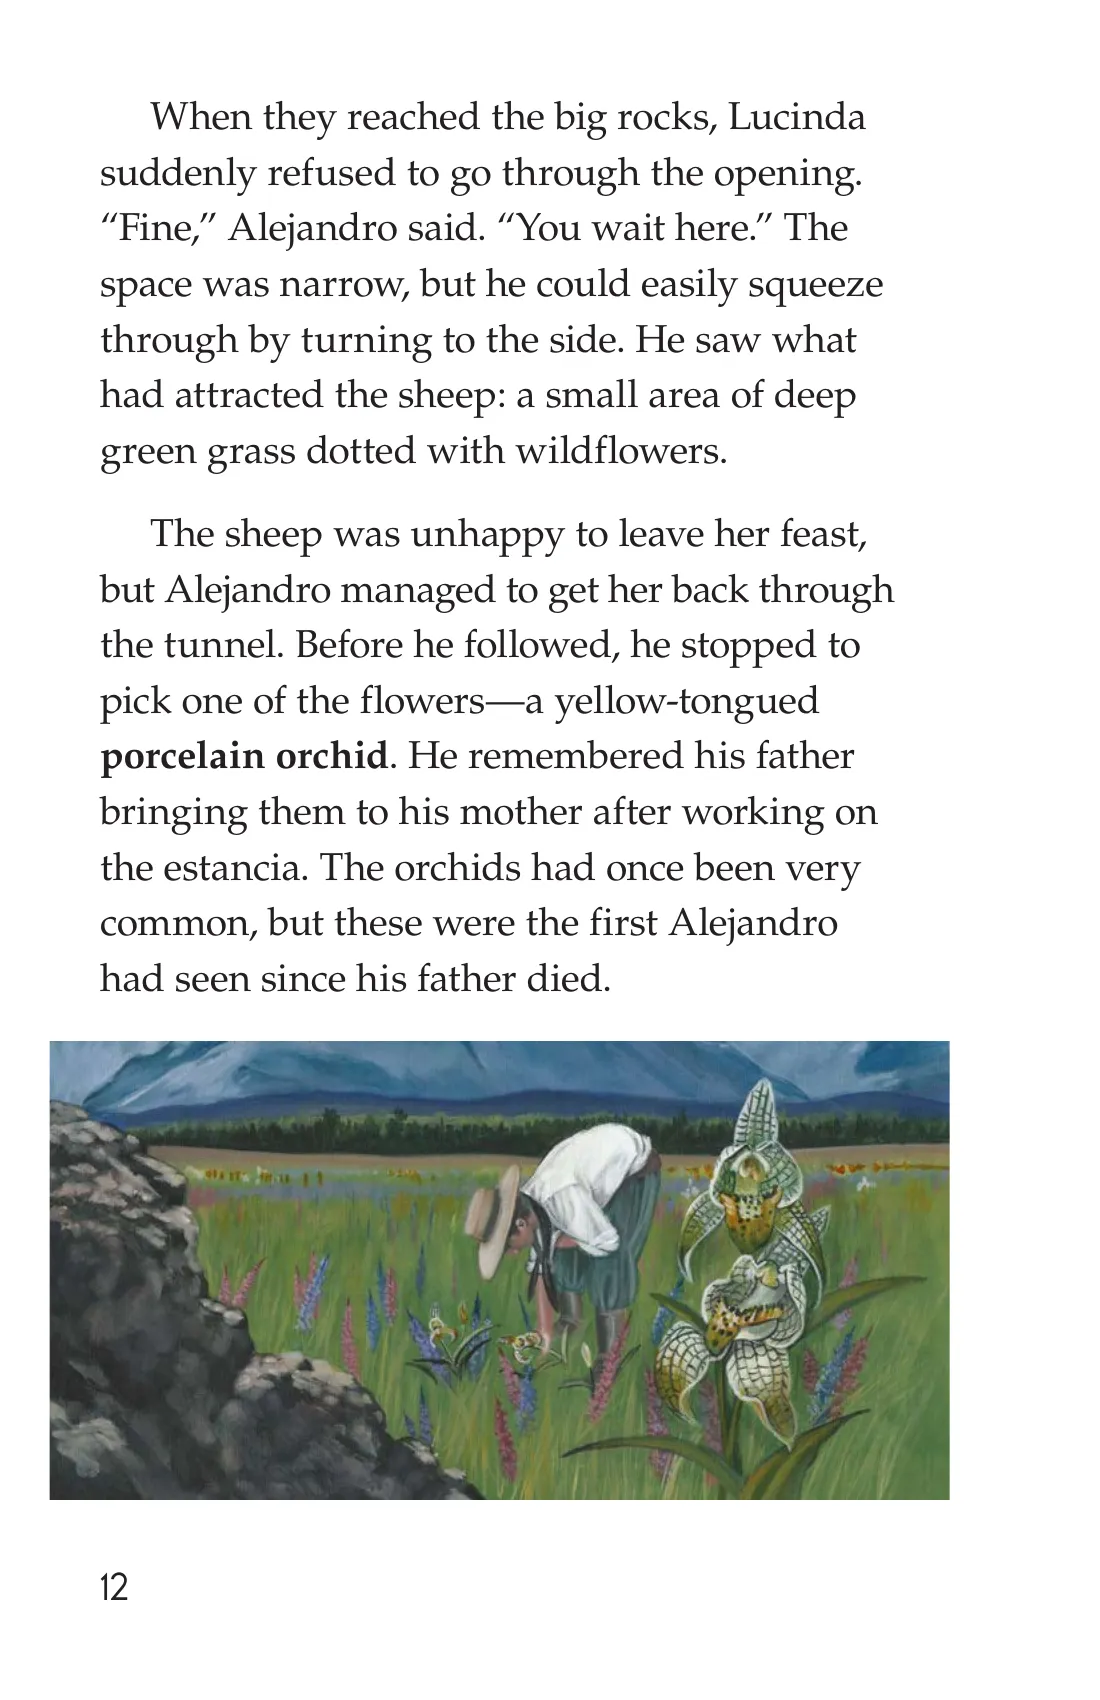 When they reached the big rocks, Lucinda
suddenly refused to go through the opening.
“Fine,” Alejandro said. “You wait here.” The
space was narrow, but he could easily squeeze
through by turning to the side. He saw what
had attracted the sheep: a small area of deep
green grass dotted with wildflowers.
The sheep was unhappy to leave her feast,
but Alejandro managed to get her back through
the tunnel. Before he followed, he stopped to
pick one of the flowers—a yellow-tongued
porcelain orchid. He remembered his father
bringing them to his mother after working on
the estancia. The orchids had once been very
common, but these were the first Alejandro
had seen since his father died.
12